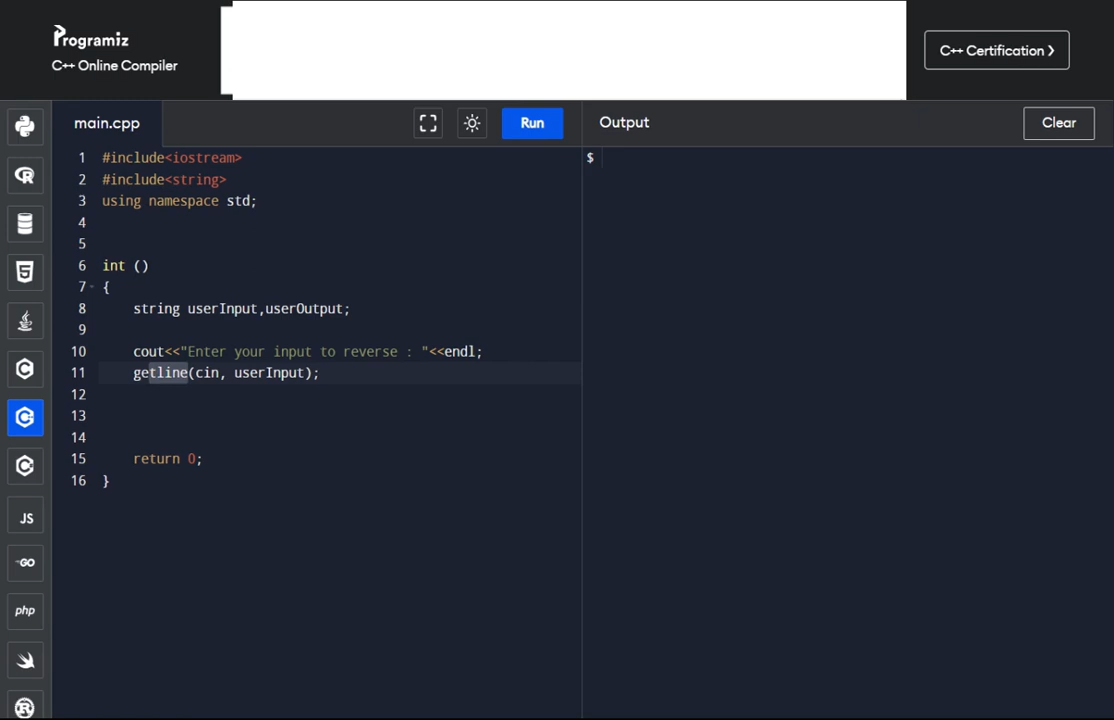 Programiz
C++ Online Compiler
C++ Certification >
main.cpp
Run
Output
Clear
1 #include<iostream>
2 #include<string>
3 using namespace std;
4
5
6 int ()
7 {
8 string userInput,userOutput;
9
10 cout<<"Enter your input to reverse : "<<endl;
11 getline(cin, userInput);
12
13
14
15 return 0;
16 }
$
R
5
C
C
C
JS
GO
php
R